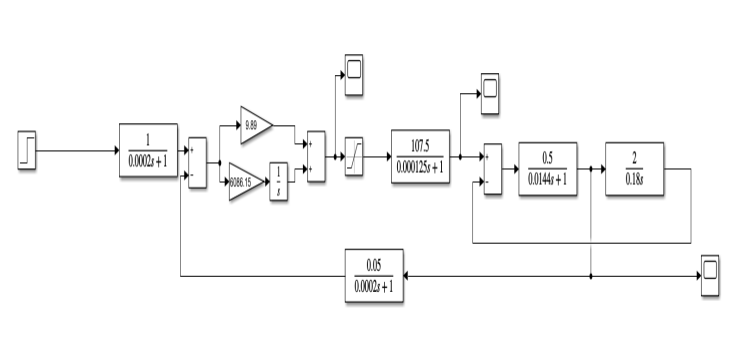 1
0.0002s + 1
+
−
9.89
6086.15
1
s
+
+
107.5
0.000125s + 1
+
−
0.5
0.0144s + 1
2
0.18s
0.05
0.0002s + 1